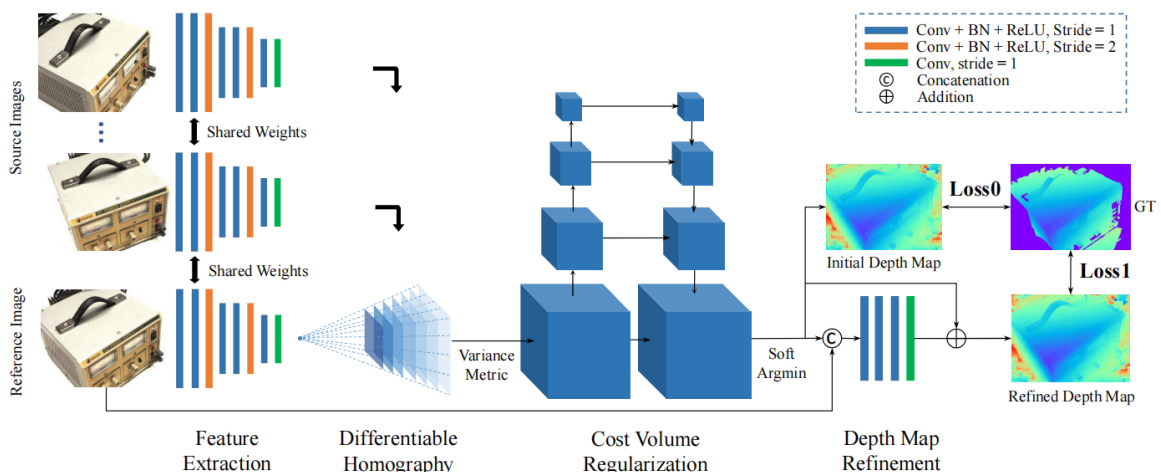 Source Images
Reference Image
Shared Weights
Shared Weights
Conv + BN + ReLU, Stride = 1
Conv + BN + ReLU, Stride = 2
Conv, stride = 1
C Concatenation
Addition
Loss0
GT
Initial Depth Map
Loss1
Variance
Metric
Soft
Argmin
C
Refined Depth Map
Feature
Extraction
Differentiable
Homography
Cost Volume
Regularization
Depth Map
Refinement